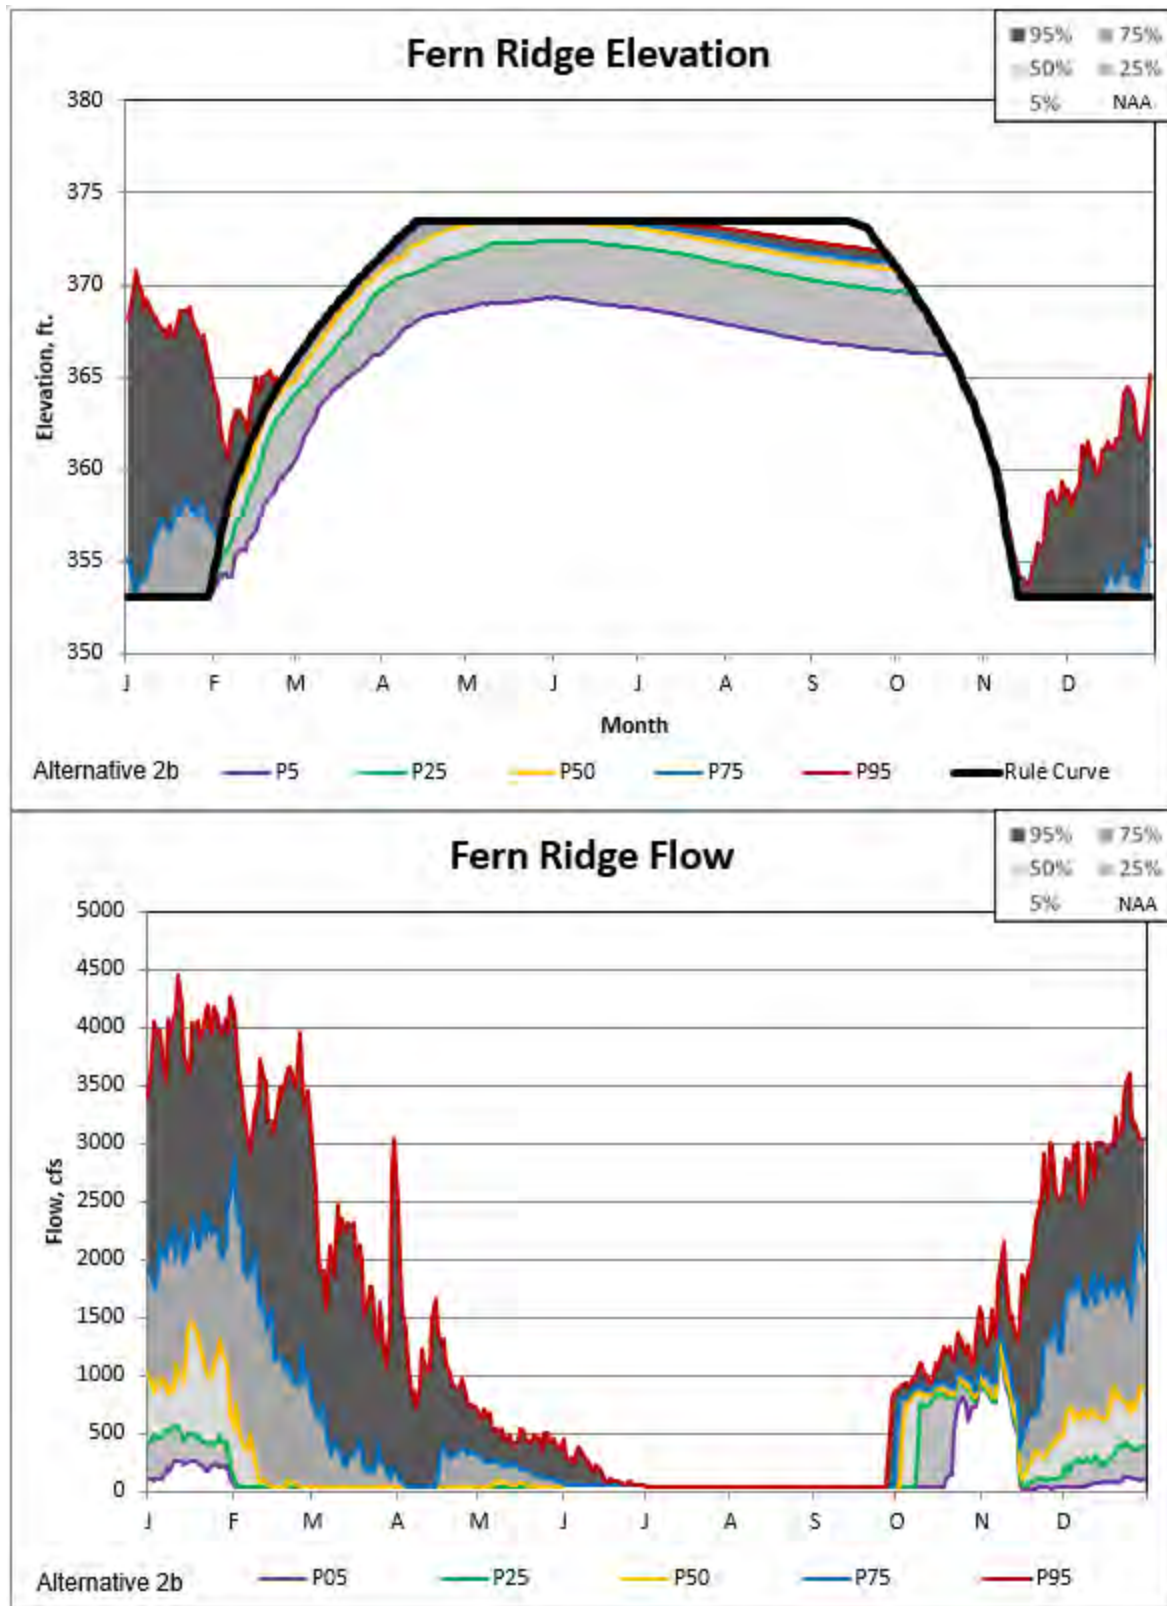 Fern Ridge Elevation
■95% ■75%
■50% ■25%
5% NAA
380
375
370
365
360
355
350
Elevation, ft.
J F M A M J J A S O N D
Month
Alternative 2b P5 P25 P50 P75 P95 Rule Curve
Fern Ridge Flow
■95% ■75%
■50% ■25%
5% NAA
5000
4500
4000
3500
3000
2500
2000
1500
1000
500
0
Flow, cfs
J F M A M J J A S O N D
Alternative 2b P05 P25 P50 P75 P95